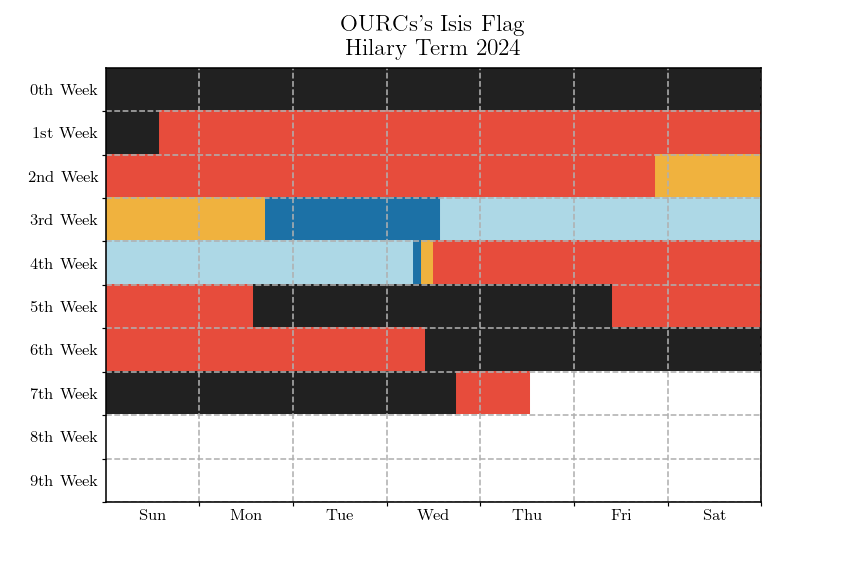 OURCs's Isis Flag
Hilary Term 2024
0th Week
1st Week
2nd Week
3rd Week
4th Week
5th Week
6th Week
7th Week
8th Week
9th Week
Sun Mon Tue Wed Thu Fri Sat